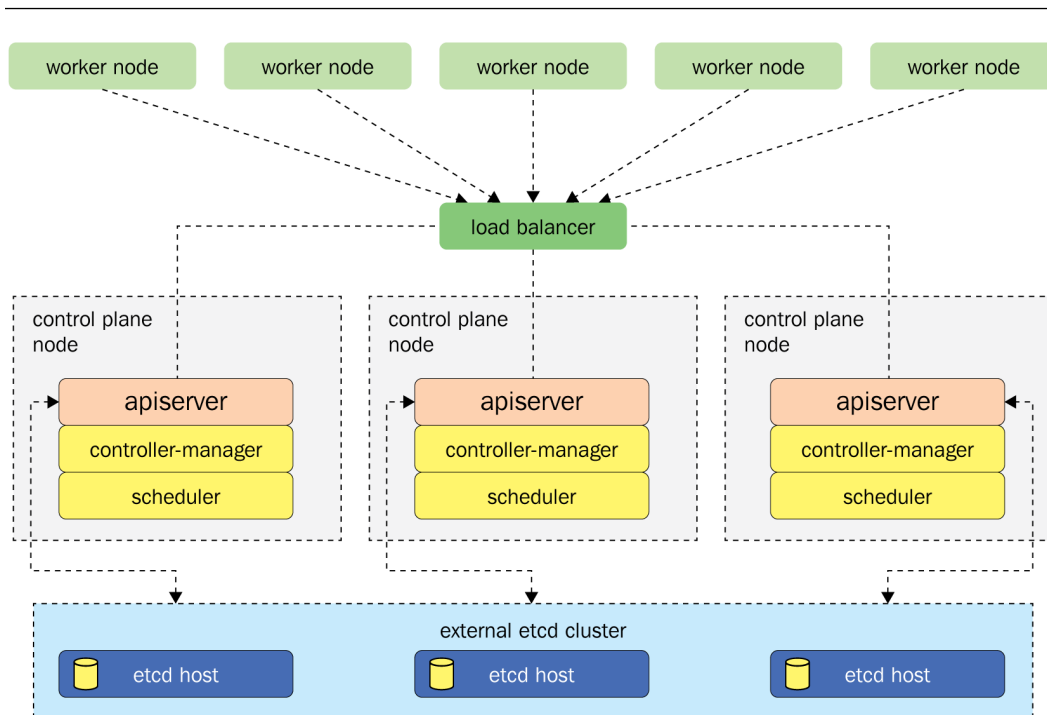 worker node
worker node
worker node
worker node
worker node
load balancer
control plane
node
apiserver
controller-manager
scheduler
control plane
node
apiserver
controller-manager
scheduler
control plane
node
apiserver
controller-manager
scheduler
external etcd cluster
etcd host
etcd host
etcd host